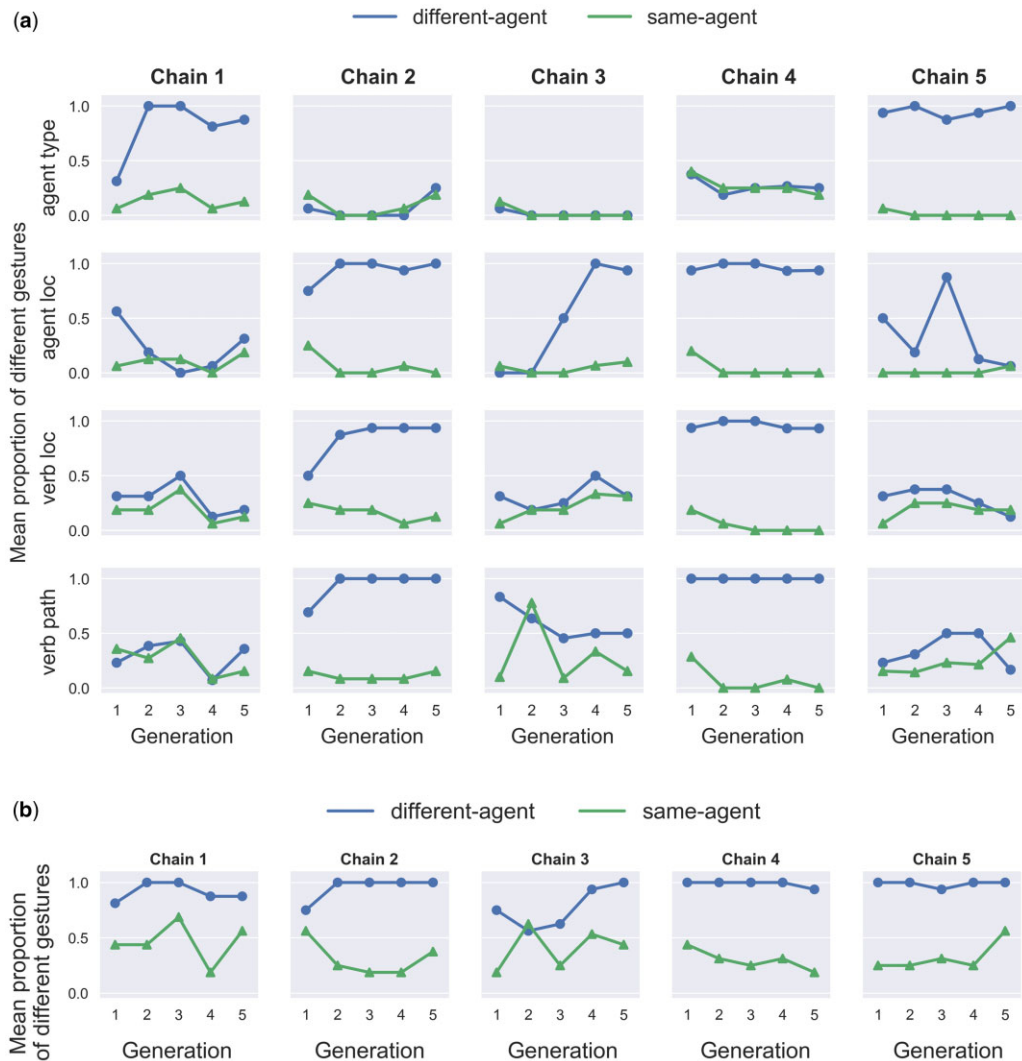 (a)
different-agent same-agent
Chain 1 Chain 2 Chain 3 Chain 4 Chain 5
Mean proportion of different gestures
agent type
1.0
0.5
0.0
agent loc
1.0
0.5
0.0
verb loc
1.0
0.5
0.0
verb path
1.0
0.5
0.0
1 2 3 4 5 1 2 3 4 5 1 2 3 4 5 1 2 3 4 5 1 2 3 4 5
Generation Generation Generation Generation Generation
(b)
different-agent same-agent
Chain 1 Chain 2 Chain 3 Chain 4 Chain 5
Mean proportion
of different gestures
1.0
0.5
0.0
1 2 3 4 5 1 2 3 4 5 1 2 3 4 5 1 2 3 4 5 1 2 3 4 5
Generation Generation Generation Generation Generation